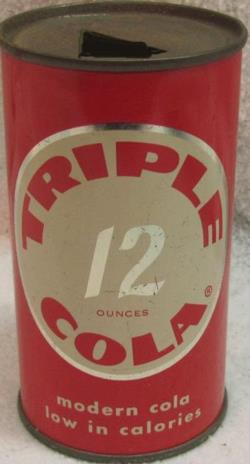 TRIPLE
12
OUNCES
COLA®
modern cola
low in calories